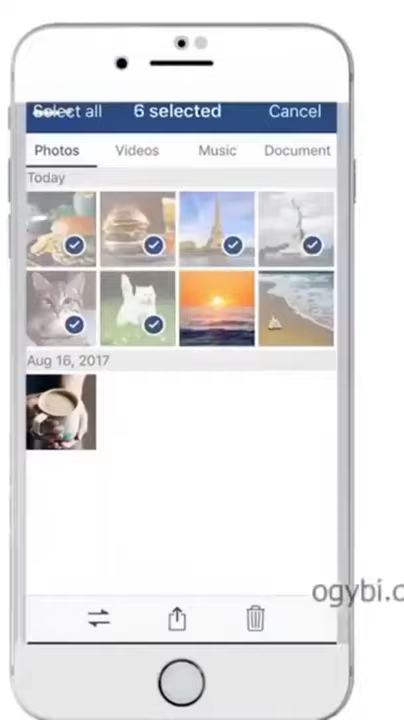 Select all 6 selected Cancel
Photos Videos Music Document
Today
Aug 16, 2017
ogybi.c